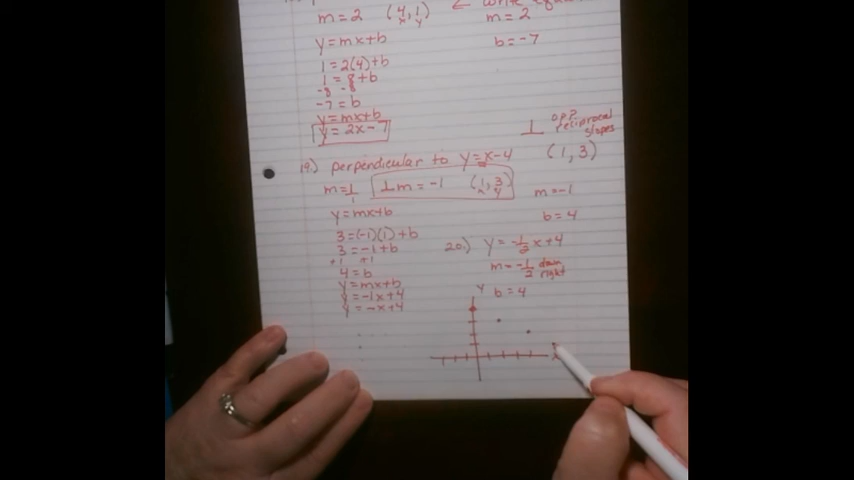 m=2 (4,1)
x y
y=mx+b
1=2(4)+b
1=8+b
-8 -8
-7=b
y=mx+b
y=2x-7
m=2
b=-7
⊥ opp reciprocal slopes
(1,3)
19.) perpendicular to y=x-4
m=1/1 ⊥m=-1 (1,3)
x y
y=mx+b
3=(-1)(1)+b
3=-1+b
+1 +1
4=b
y=mx+b
y=-1x+4
y=-x+4
m=-1
b=4
20.) y=-1/2x+4
m=-1/2 down
right
b=4
y
x